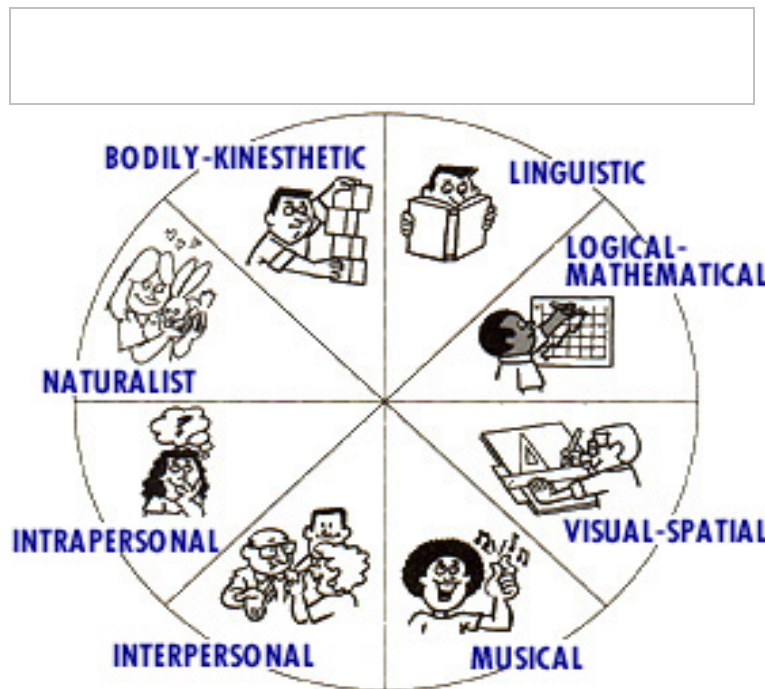 BODILY-KINESTHETIC
LINGUISTIC
LOGICAL-
MATHEMATICAL
NATURALIST
INTRAPERSONAL
VISUAL-SPATIAL
INTERPERSONAL
MUSICAL
?